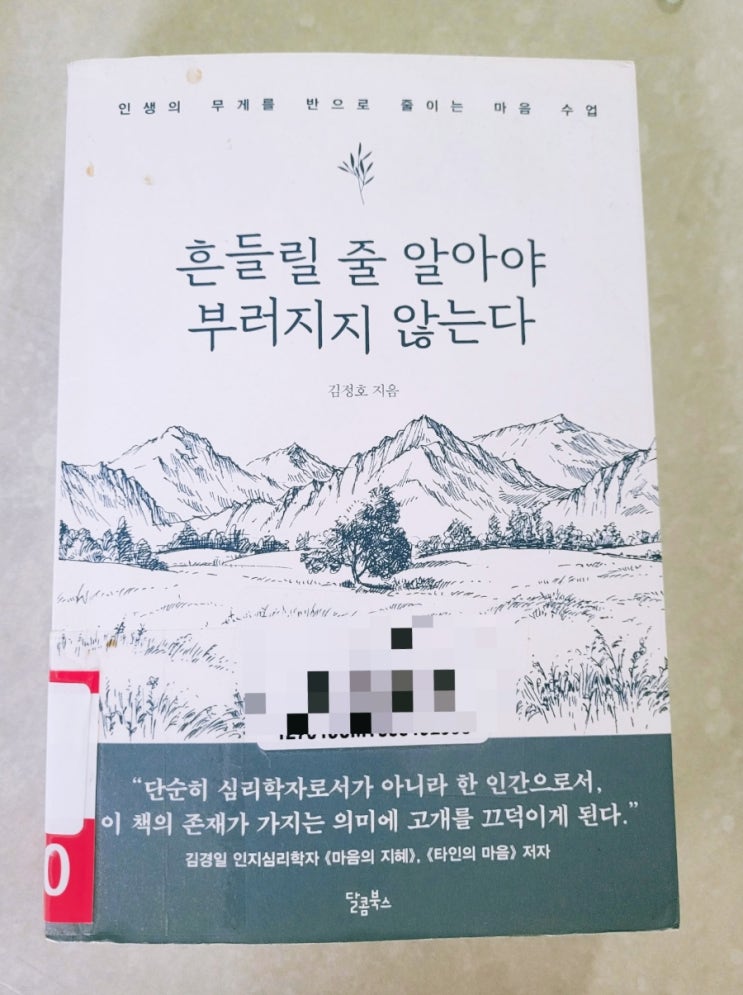 인생의 무게를 반으로 줄이는 마음 수업
흔들릴 줄 알아야
부러지지 않는다
김정호 지음
“단순히 심리학자로서가 아니라 한 인간으로서,
이 책의 존재가 가지는 의미에 고개를 끄덕이게 된다.”
김경일 인지심리학자 《마음의 지혜》, 《타인의 마음》 저자
0
달콤북스